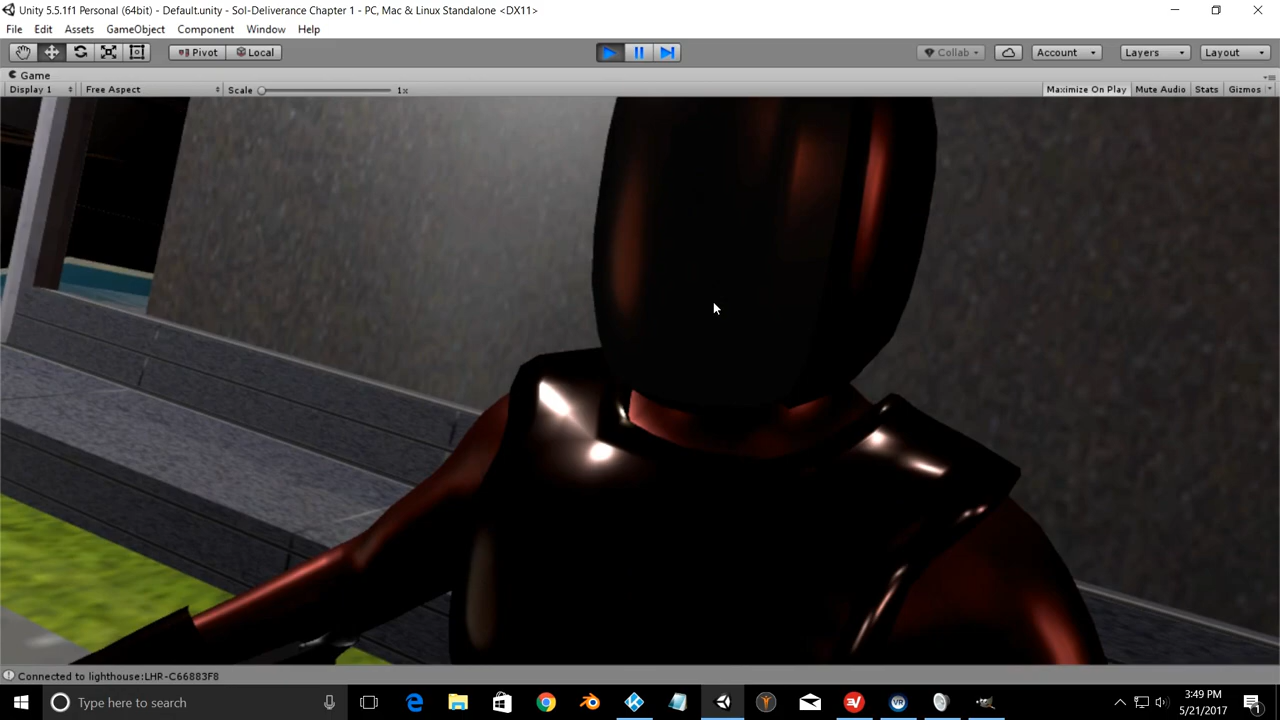 Unity 5.5.1f1 Personal (64bit) - Default.unity - Sol-Deliverance Chapter 1 - PC, Mac & Linux Standalone <DX11>
File Edit Assets GameObject Component Window Help
Pivot Local Collab Account Layers Layout
Game
Display 1 Free Aspect Scale 1x Maximize On Play Mute Audio Stats Gizmos
Connected to lighthouse:LHR-C66883F8
Type here to search
3:49 PM
5/21/2017